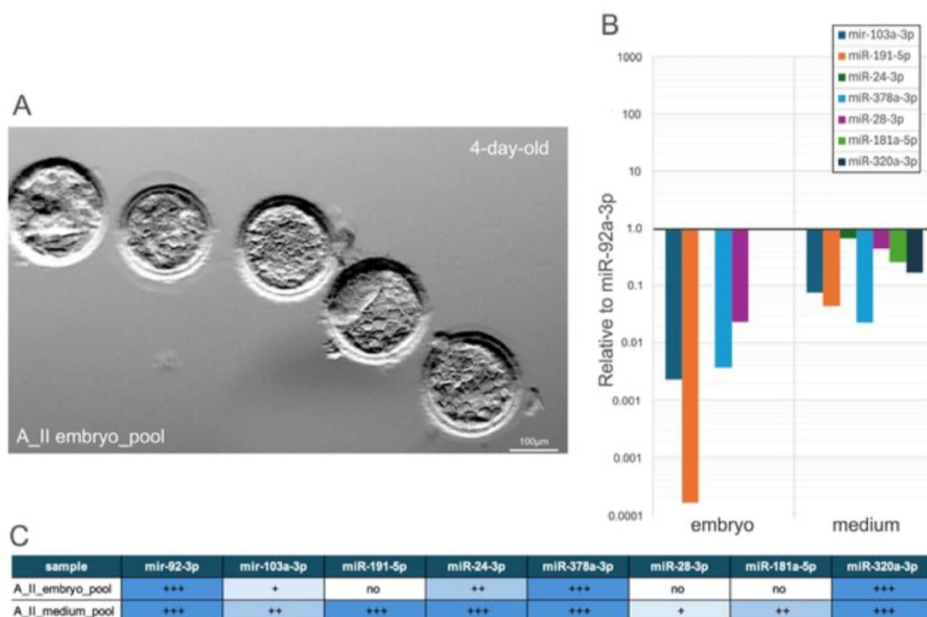 A
4-day-old
A_II embryo_pool
100µm
B
mir-103a-3p
miR-191-5p
miR-24-3p
miR-378a-3p
miR-28-3p
miR-181a-5p
miR-320a-3p
Relative to miR-92a-3p
1000
100
10
1.0
0.1
0.01
0.001
0.001
0.0001
embryo medium
C
sample mir-92-3p mir-103a-3p miR-191-5p miR-24-3p miR-378a-3p miR-28-3p miR-181a-5p miR-320a-3p
A_II_embryo_pool +++ + no ++ +++ no no +++
A_II_medium_pool +++ ++ +++ +++ +++ + ++ +++